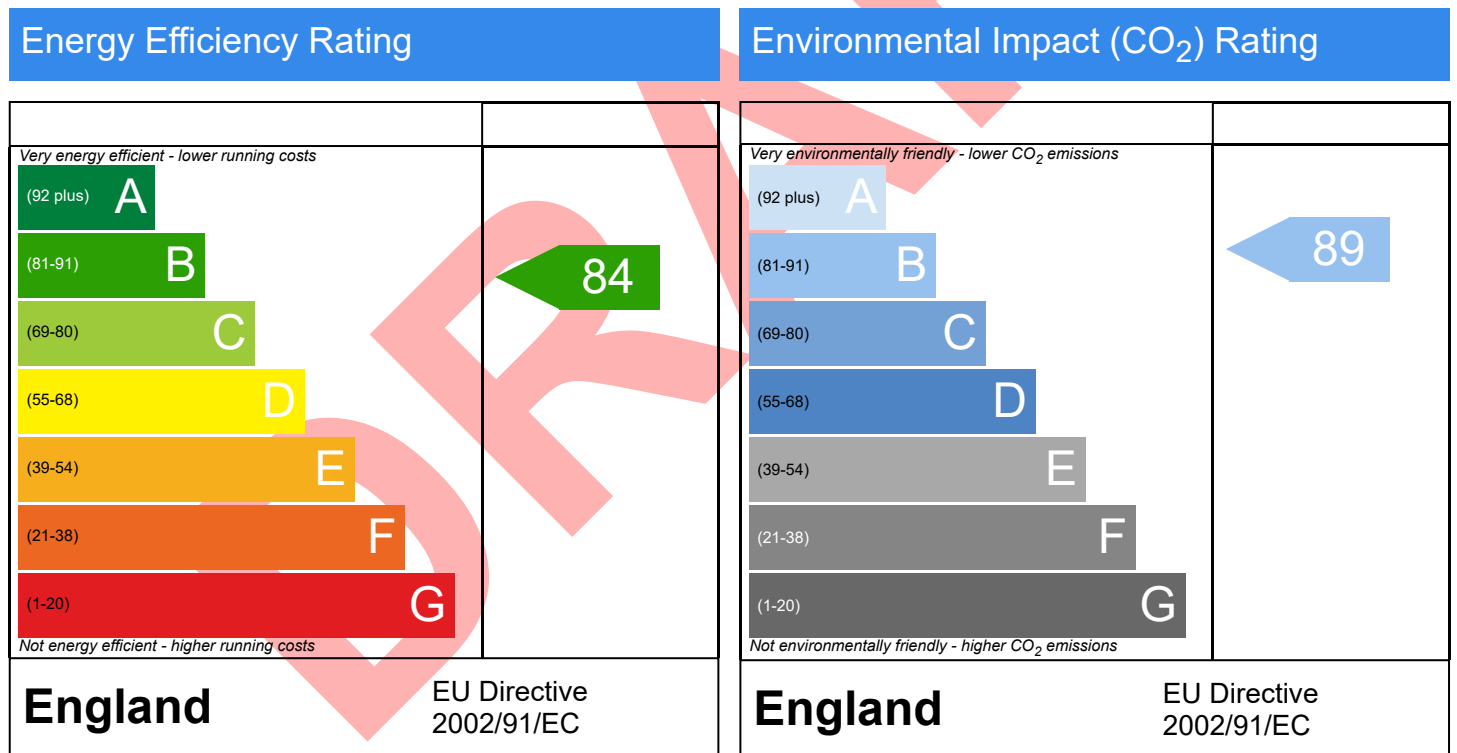 Energy Efficiency Rating
Very energy efficient - lower running costs
(92 plus) A
(81-91) B
(69-80) C
(55-68) D
(39-54) E
(21-38) F
(1-20) G
Not energy efficient - higher running costs
84
England
EU Directive
2002/91/EC
Environmental Impact (CO₂) Rating
Very environmentally friendly - lower CO₂ emissions
(92 plus) A
(81-91) B
(69-80) C
(55-68) D
(39-54) E
(21-38) F
(1-20) G
Not environmentally friendly - higher CO₂ emissions
89
England
EU Directive
2002/91/EC
DRA